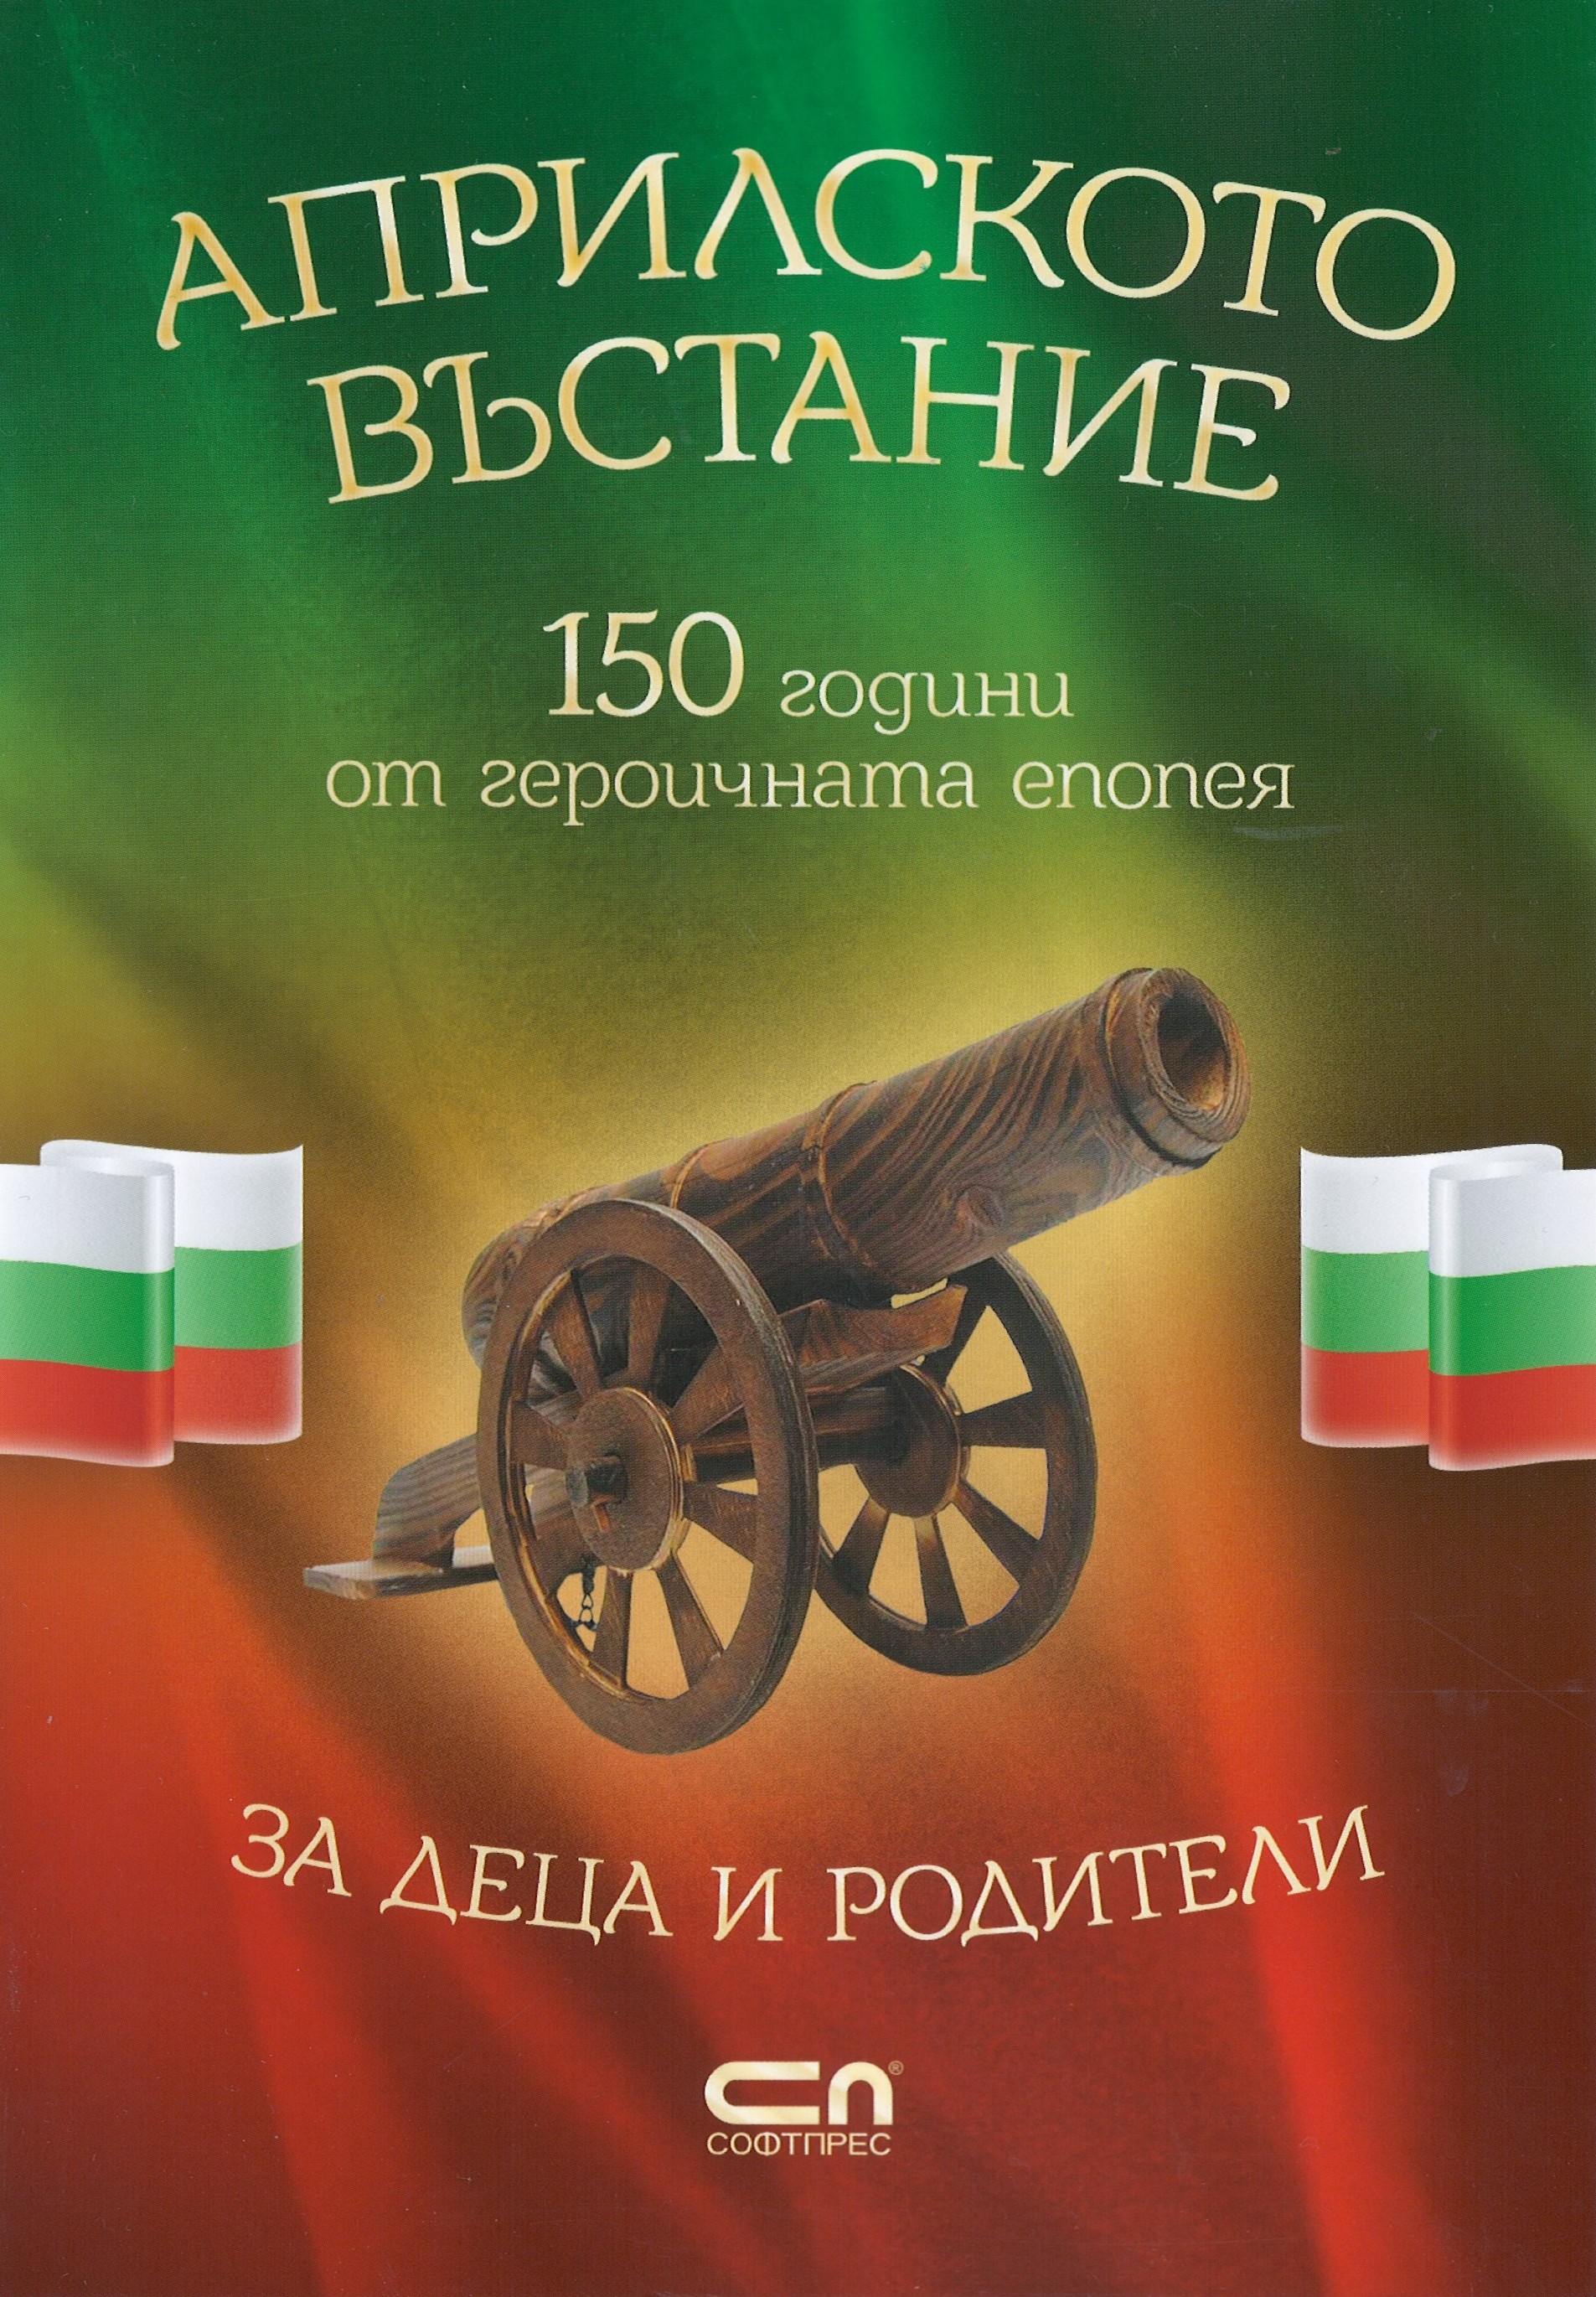 АПРИЛСКОТО
ВЪСТАНИЕ
150 години
от героичната епопея
ЗА ДЕЦА И РОДИТЕЛИ
СП®
СОФТПРЕС